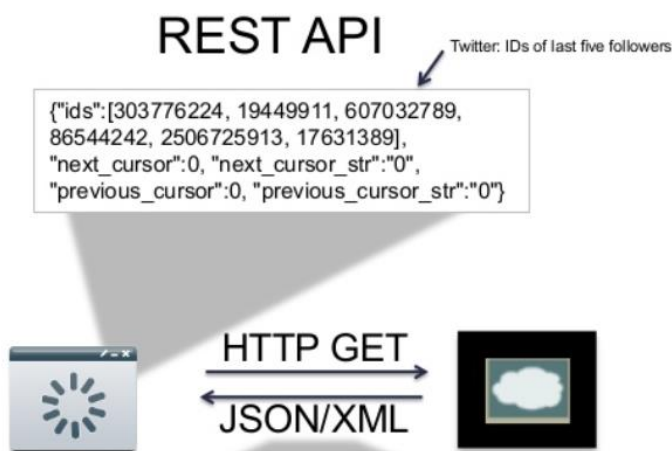 REST API
Twitter: IDs of last five followers
{"ids":[303776224, 19449911, 607032789,
86544242, 2506725913, 17631389],
"next_cursor":0, "next_cursor_str":"0",
"previous_cursor":0, "previous_cursor_str":"0"}
HTTP GET
JSON/XML